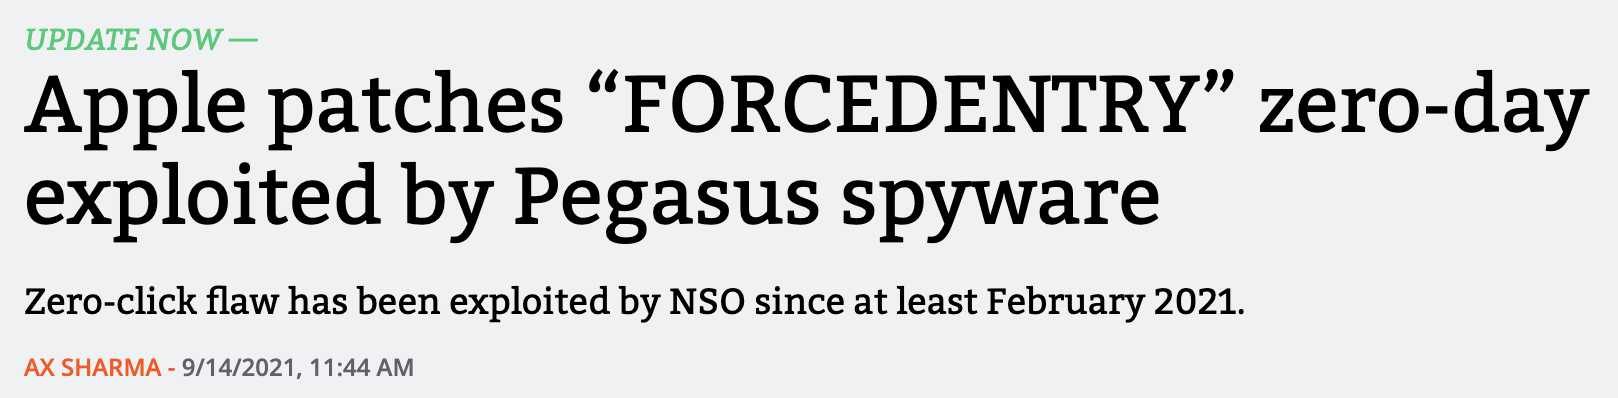 UPDATE NOW —
Apple patches “FORCEDENTRY” zero-day
exploited by Pegasus spyware
Zero-click flaw has been exploited by NSO since at least February 2021.
AX SHARMA - 9/14/2021, 11:44 AM